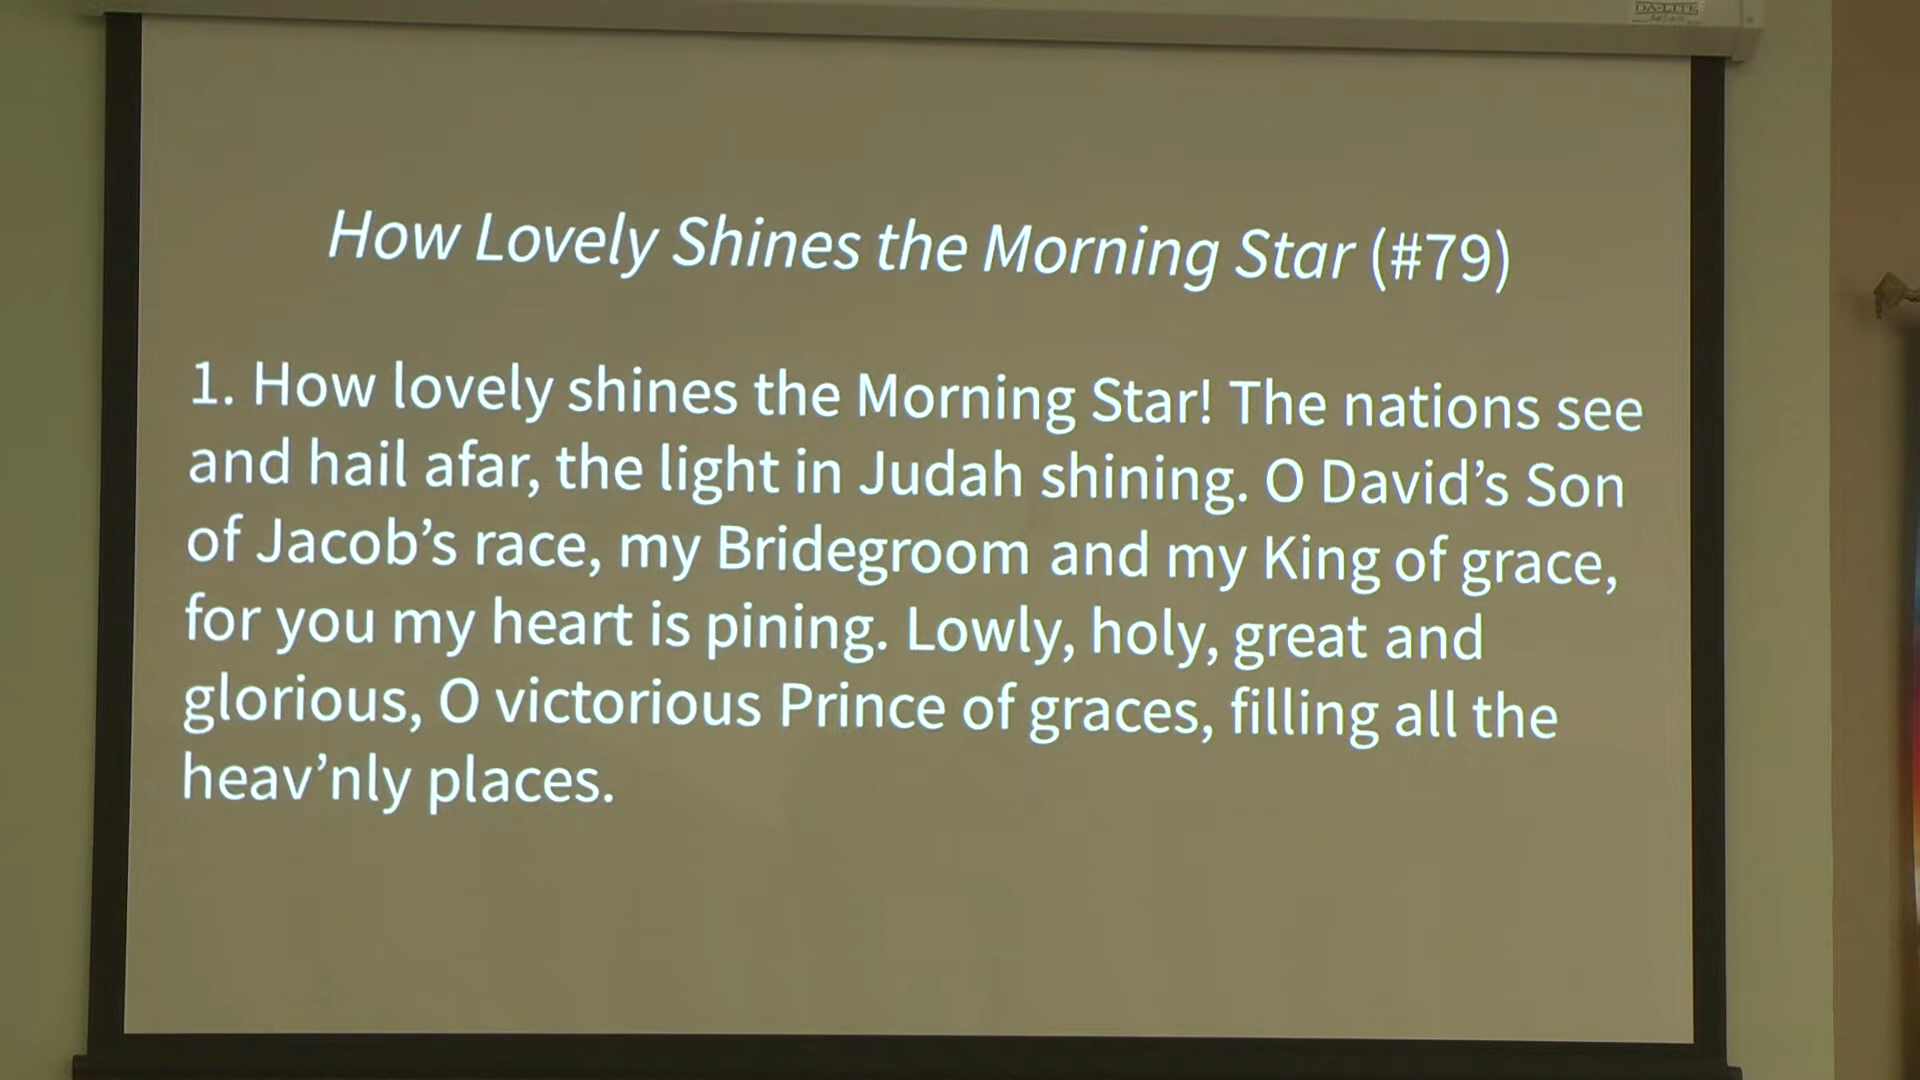 DA-LITE
How Lovely Shines the Morning Star (#79)
1. How lovely shines the Morning Star! The nations see
and hail afar, the light in Judah shining. O David’s Son
of Jacob’s race, my Bridegroom and my King of grace,
for you my heart is pining. Lowly, holy, great and
glorious, O victorious Prince of graces, filling all the
heav’nly places.